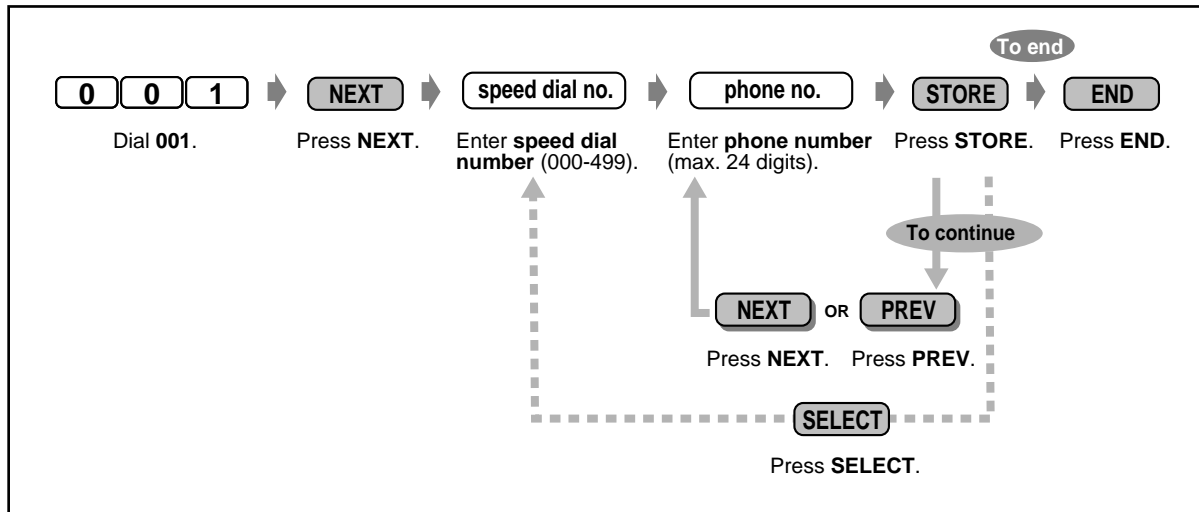 To end
0 0 1 NEXT speed dial no. phone no. STORE END
Dial 001. Press NEXT. Enter speed dial Enter phone number Press STORE. Press END.
number (000-499). (max. 24 digits).
To continue
NEXT OR PREV
Press NEXT. Press PREV.
SELECT
Press SELECT.